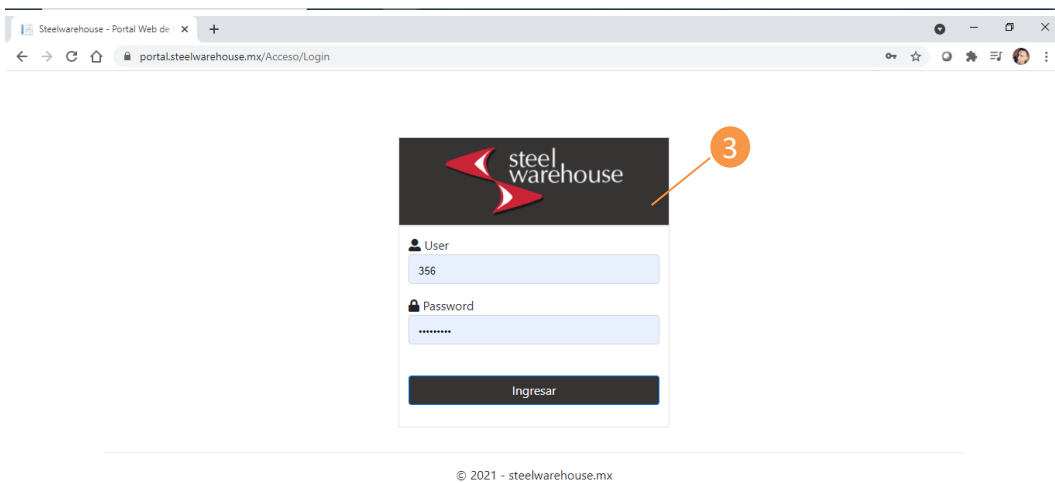 Steelwarehouse - Portal Web de
portal.steelwarehouse.mx/Acceso/Login
3
steel
warehouse
User
356
Password
•••••••••
Ingresar
© 2021 - steelwarehouse.mx